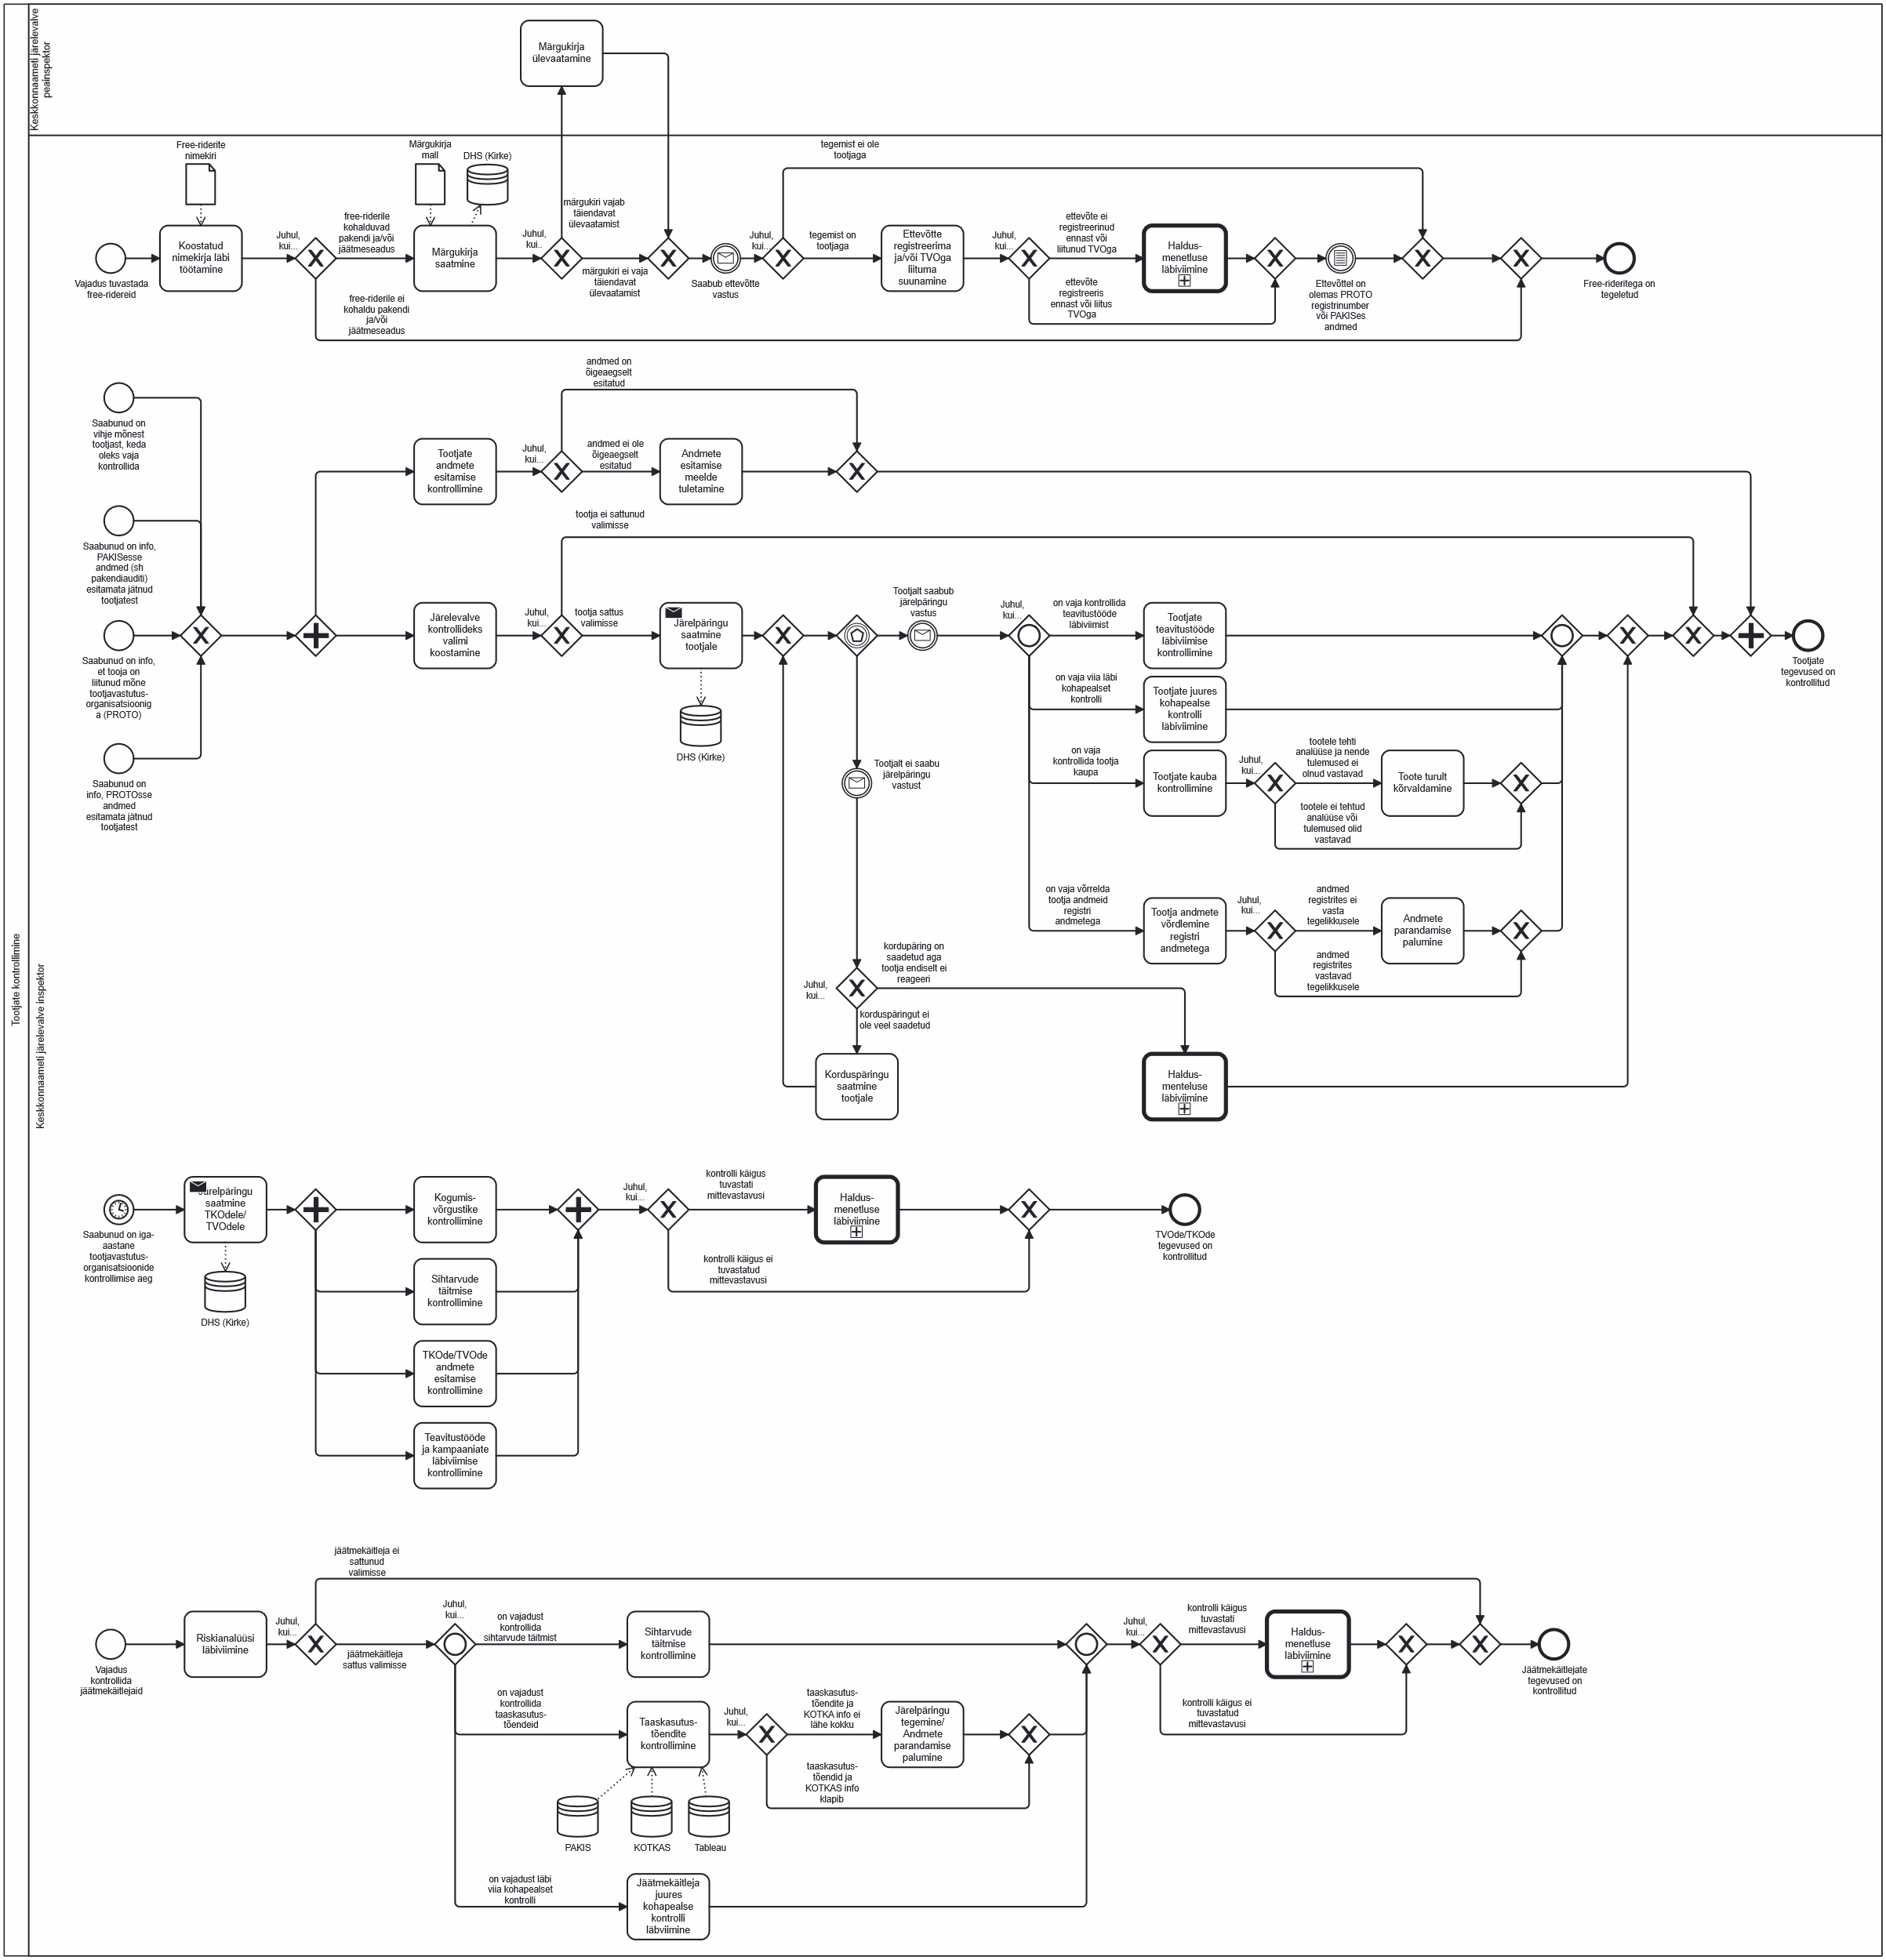 Tootjate kontrollimine
Keskkonnaameti järelevalve
peainspektor
Keskkonnaameti järelevalve inspektor
Märgukirja
ülevaatamine
Free-riderite
nimekiri
Märgukirja
mall
DHS (Kirke)
Vajadus tuvastada
free-ridereid
Koostatud
nimekirja läbi
töötamine
Juhul,
kui...
free-riderile
kohalduvad
pakendi ja/või
jäätmeseadus
free-riderile ei
kohaldu pakendi
ja/või
jäätmeseadus
Märgukirja
saatmine
Juhul,
kui..
märgukiri vajab
täiendavat
ülevaatamist
märgukiri ei vaja
täiendavat
ülevaatamist
Saabub ettevõtte
vastus
Juhul,
kui...
tegemist ei ole
tootjaga
tegemist on
tootjaga
Ettevõtte
registreerima
ja/või TVOga
liituma
suunamine
Juhul,
kui...
ettevõte ei
registreerinud
ennast või
liitunud TVOga
ettevõte
registreeris
ennast või liitus
TVOga
Haldus-
menetluse
läbiviimine
Ettevõttel on
olemas PROTO
registrinumber
või PAKISes
andmed
Free-rideritega on
tegeletud
Saabunud on
vihje mõnest
tootjast, keda
oleks vaja
kontrollida
Saabunud on info,
PAKISesse
andmed (sh
pakendiauditi)
esitamata jätnud
tootjatest
Saabunud on info,
et tooja on
liitunud mõne
tootjavastutus-
organisatsioonig
a (PROTO)
Saabunud on
info, PROTOsse
andmed
esitamata jätnud
tootjatest
Tootjate
andmete
esitamise
kontrollimine
Juhul,
kui...
andmed on
õigeaegselt
esitatud
andmed ei ole
õigeaegselt
esitatud
Andmete
esitamise
meelde
tuletamine
Järelevalve
kontrollideks
valimi
koostamine
Juhul,
kui...
tootja ei sattunud
valimisse
tootja sattus
valimisse
Järelpäringu
saatmine
tootjale
DHS (Kirke)
Tootjalt saabub
järelpäringu
vastus
Tootjalt ei saabu
järelpäringu
vastust
Juhul,
kui...
kordupäring on
saadetud aga
tootja endiselt ei
reageeri
korduspäringut ei
ole veel saadetud
Korduspäringu
saatmine
tootjale
Haldus-
menteluse
läbiviimine
Juhul,
kui...
on vaja kontrollida
teavitustööde
läbiviimist
Tootjate
teavitustööde
läbiviimise
kontrollimine
on vaja viia läbi
kohapealset
kontrolli
Tootjate juures
kohapealse
kontrolli
läbiviimine
on vaja
kontrollida tootja
kaupa
Tootjate kauba
kontrollimine
Juhul,
kui...
tootele tehti
analüüse ja nende
tulemused ei
olnud vastavad
tootele ei tehtud
analüüse või
tulemused olid
vastavad
Toote turult
kõrvaldamine
on vaja võrrelda
tootja andmeid
registri
andmetega
Tootja andmete
võrdlemine
registri
andmetega
Juhul,
kui...
andmed
registrites ei
vasta
tegelikkusele
andmed
registrites
vastavad
tegelikkusele
Andmete
parandamise
palumine
Tootjate
tegevused on
kontrollitud
Saabunud on iga-
aastane
tootjavastutus-
organisatsioonide
kontrollimise aeg
Järelpäringu
saatmine
TKOdele/
TVOdele
DHS (Kirke)
Kogumis-
võrgustike
kontrollimine
Sihtarvude
täitmise
kontrollimine
TKOde/TVOde
andmete
esitamise
kontrollimine
Teavitustööde
ja kampaaniate
läbiviimise
kontrollimine
Juhul,
kui...
kontrolli käigus
tuvastati
mittevastavusi
kontrolli käigus ei
tuvastatud
mittevastavusi
Haldus-
menetluse
läbiviimine
TVOde/TKOde
tegevused on
kontrollitud
Vajadus
kontrollida
jäätmekäitlejaid
Riskianalüüsi
läbiviimine
Juhul,
kui...
jäätmekäitleja ei
sattunud
valimisse
jäätmekäitleja
sattus valimisse
Juhul,
kui...
on vajadust
kontrollida
sihtarvude täitmist
Sihtarvude
täitmise
kontrollimine
on vajadust
kontrollida
taaskasutus-
tõendeid
Taaskasutus-
tõendite
kontrollimine
PAKIS
KOTKAS
Tableau
Juhul,
kui...
taaskasutus-
tõendite ja
KOTKA info ei
lähe kokku
taaskasutus-
tõendid ja
KOTKAS info
klapib
Järelpäringu
tegemine/
Andmete
parandamise
palumine
on vajadust läbi
viia kohapealset
kontrolli
Jäätmekäitleja
juures
kohapealse
kontrolli
läbviimine
Juhul,
kui...
kontrolli käigus
tuvastati
mittevastavusi
kontrolli käigus ei
tuvastatud
mittevastavusi
Haldus-
menetluse
läbiviimine
Jäätmekäitlejate
tegevused on
kontrollitud